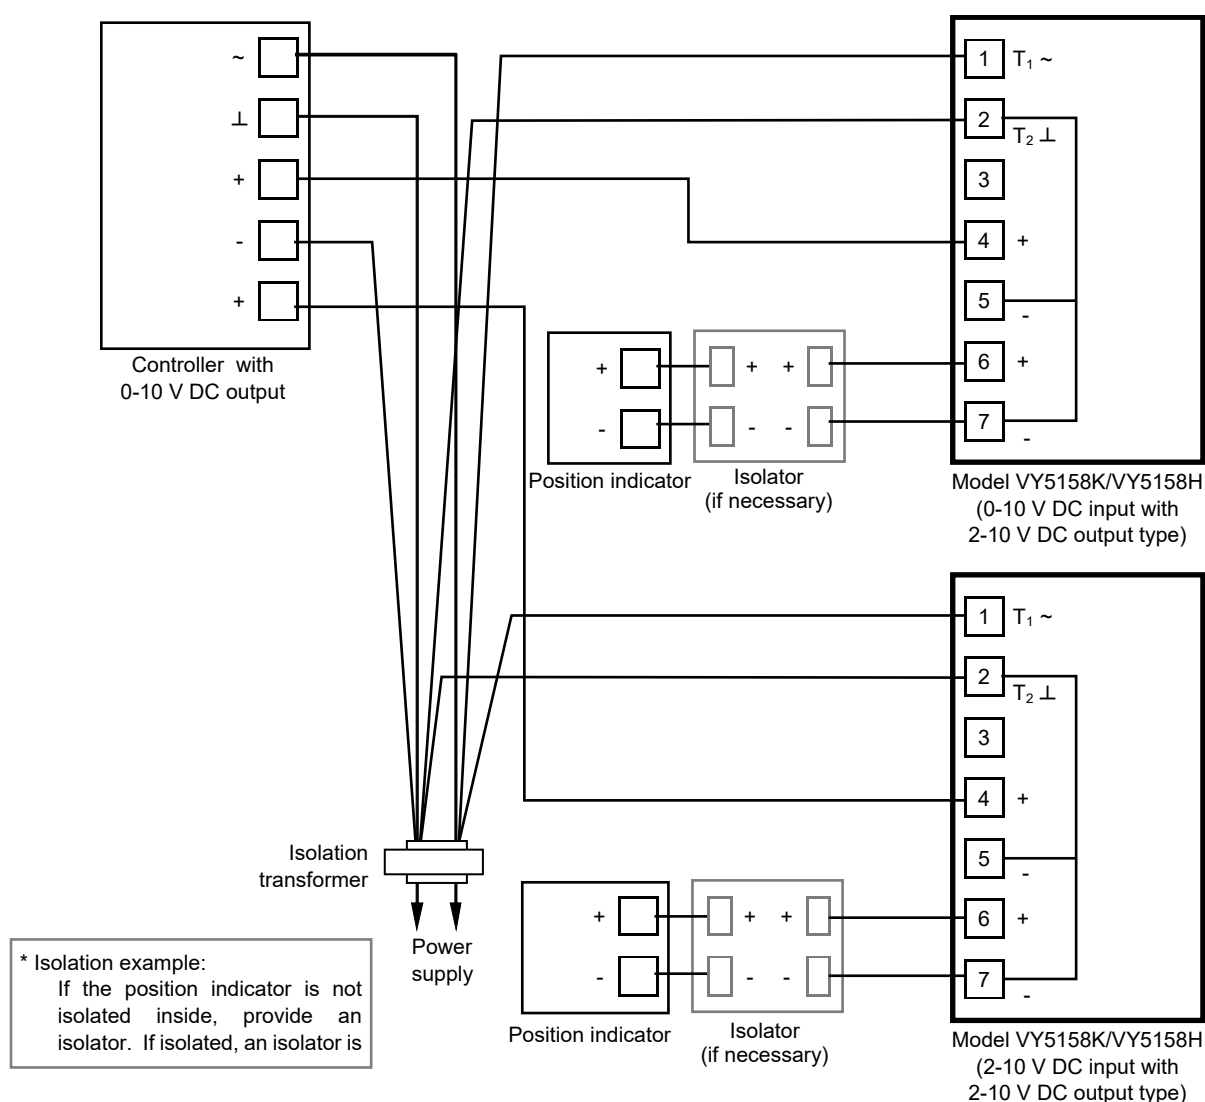 ~
⊥
+
-
+
Controller with
0-10 V DC output
1 T₁ ~
2
T₂ ⊥
3
4 +
5
-
6 +
7
-
+ + +
- - -
Position indicator
Isolator
(if necessary)
Model VY5158K/VY5158H
(0-10 V DC input with
2-10 V DC output type)
1 T₁ ~
2
T₂ ⊥
3
4 +
5
-
6 +
7
-
Isolation
transformer
Power
supply
+ + +
- - -
Position indicator
Isolator
(if necessary)
Model VY5158K/VY5158H
(2-10 V DC input with
2-10 V DC output type)
* Isolation example:
If the position indicator is not
isolated inside, provide an
isolator. If isolated, an isolator is